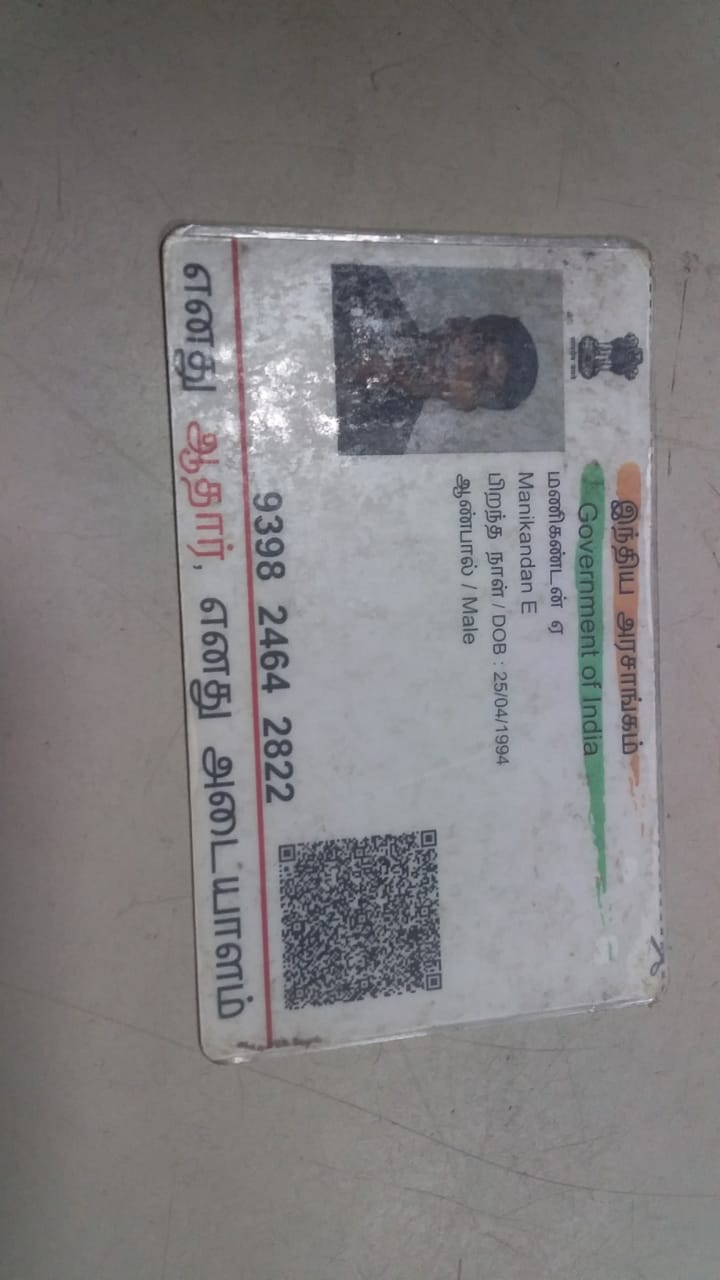 இந்திய அரசாங்கம்
Government of India
மணிகண்டன் ஏ
Manikandan E
பிறந்த நாள் / DOB : 25/04/1994
ஆண்பால் / Male
9398 2464 2822
எனது ஆதார், எனது அடையாளம்